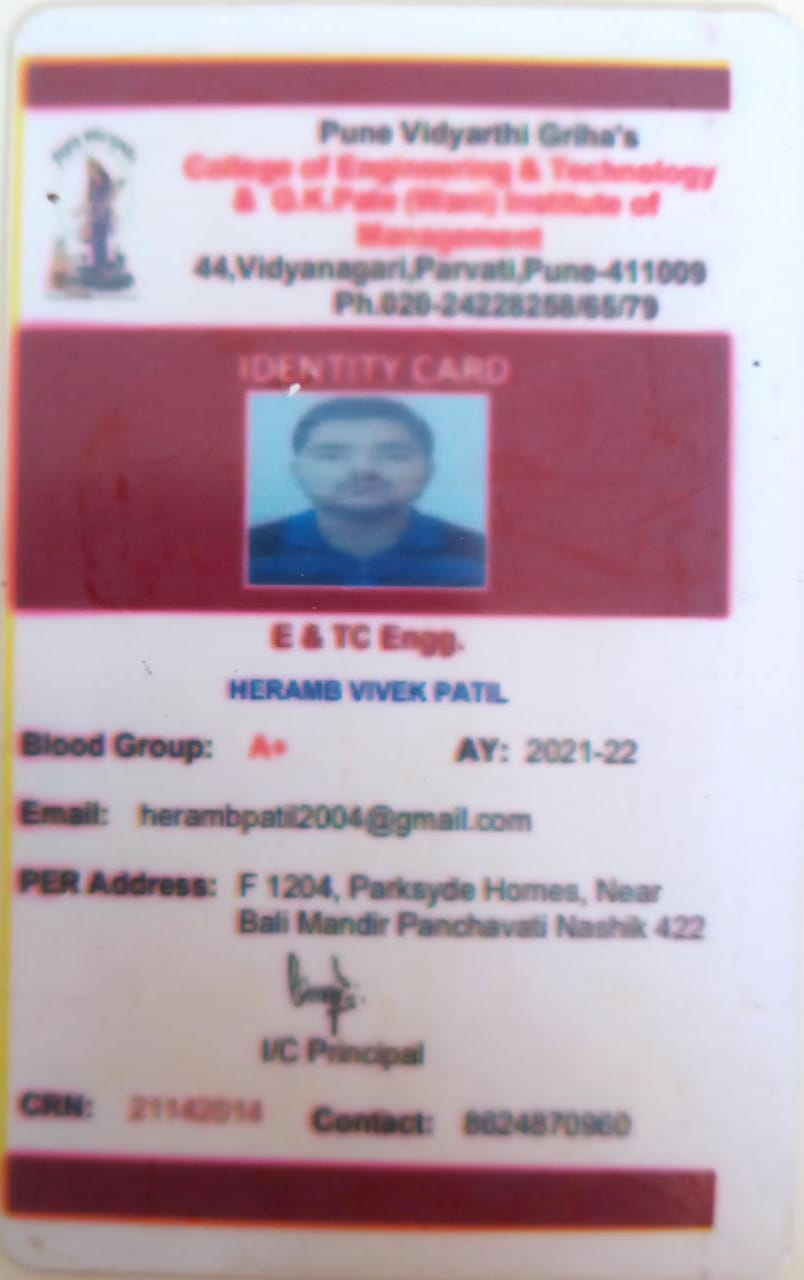 Pune Vidyarthi Griha's
College of Engineering & Technology
& G.K.Pate (Wani) Institute of
Management
44,Vidyanagari,Parvati,Pune-411009
Ph.020-24228258/65/79
IDENTITY CARD
E & TC Engg.
HERAMB VIVEK PATIL
Blood Group: A+ AY: 2021-22
Email: herambpatil2004@gmail.com
PER Address: F 1204, Parksyde Homes, Near
Bali Mandir Panchavati Nashik 422
I/C Principal
CRN: 21142014 Contact: 8624870960